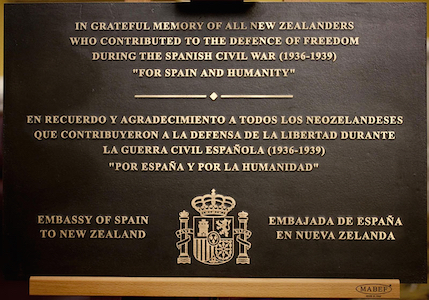 IN GRATEFUL MEMORY OF ALL NEW ZEALANDERS
WHO CONTRIBUTED TO THE DEFENCE OF FREEDOM
DURING THE SPANISH CIVIL WAR (1936-1939)
"FOR SPAIN AND HUMANITY"
EN RECUERDO Y AGRADECIMIENTO A TODOS LOS NEOZELANDESES
QUE CONTRIBUYERON A LA DEFENSA DE LA LIBERTAD DURANTE
LA GUERRA CIVIL ESPAÑOLA (1936-1939)
"POR ESPAÑA Y POR LA HUMANIDAD"
EMBASSY OF SPAIN
TO NEW ZEALAND
EMBAJADA DE ESPAÑA
EN NUEVA ZELANDA
MABEF